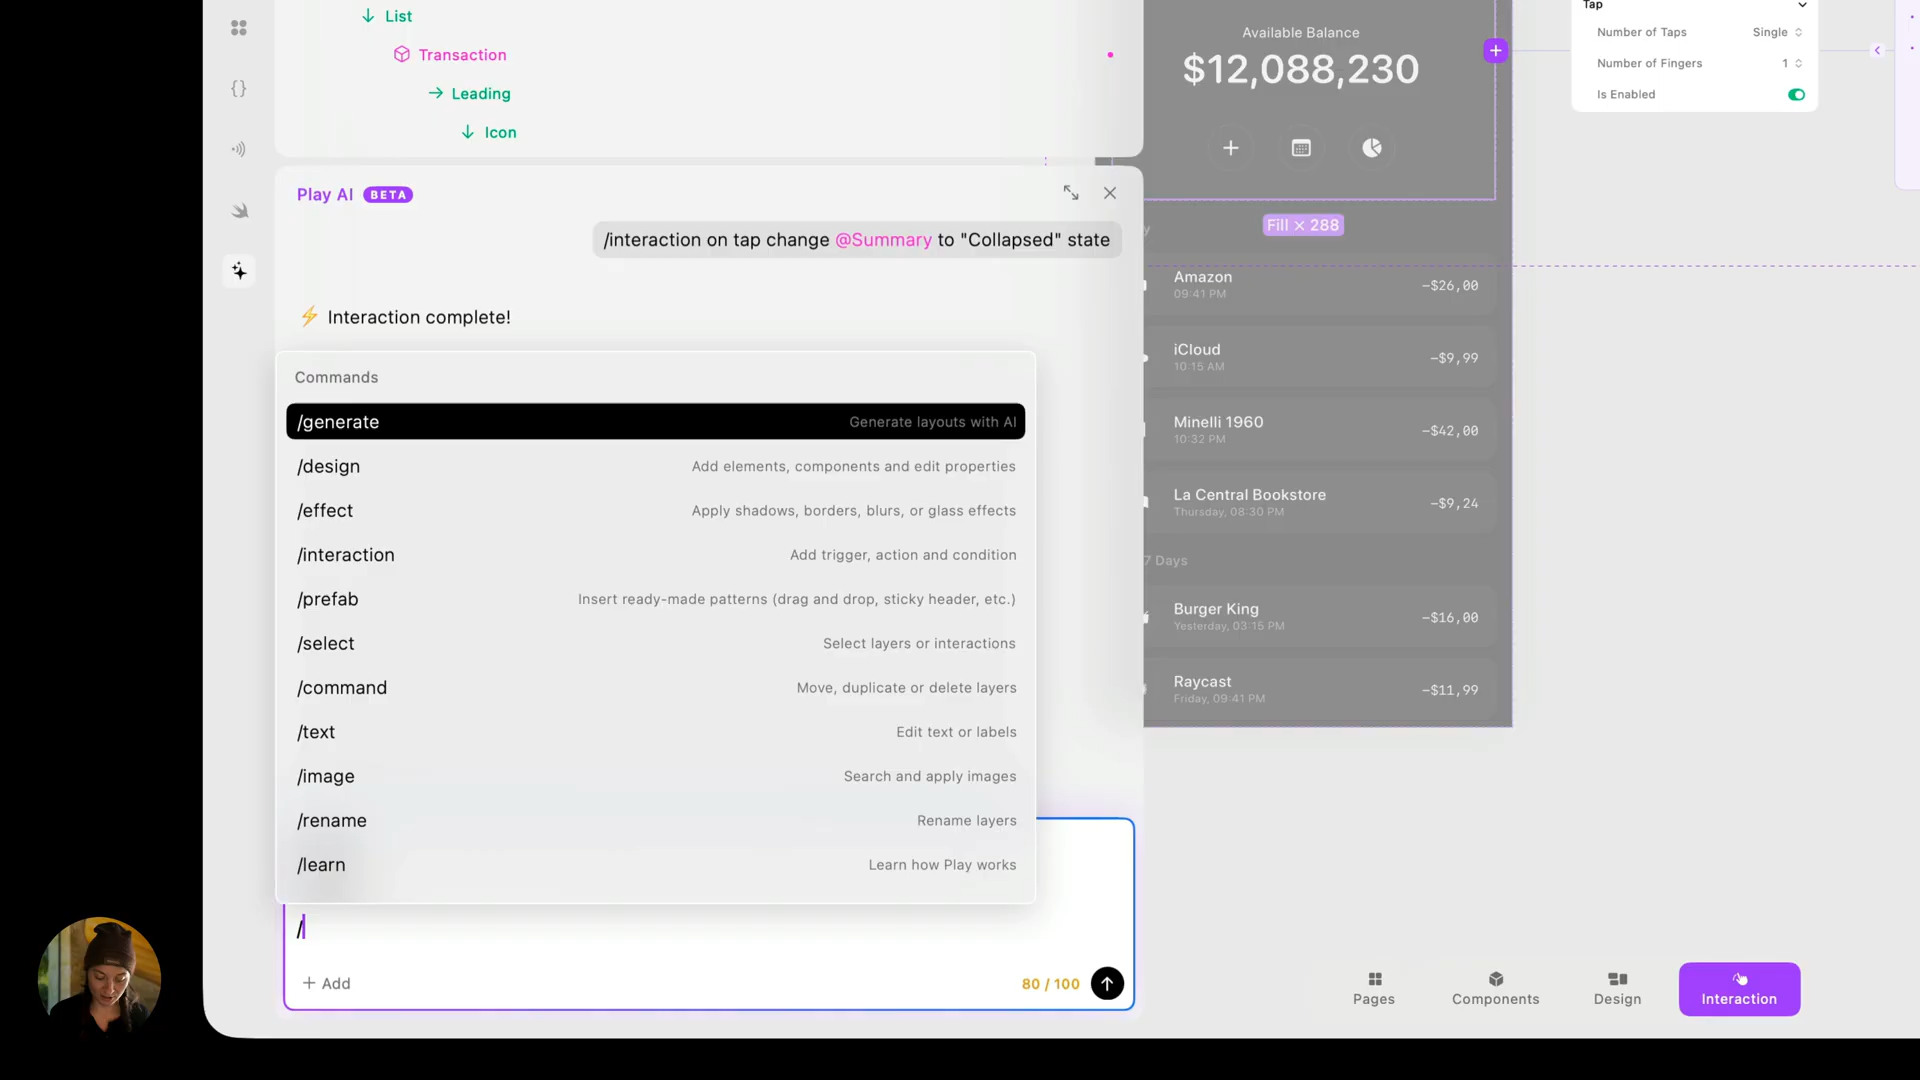 List
Transaction
Leading
Icon
Play AI BETA
/interaction on tap change @Summary to "Collapsed" state
⚡ Interaction complete!
Commands
/generate Generate layouts with AI
/design Add elements, components and edit properties
/effect Apply shadows, borders, blurs, or glass effects
/interaction Add trigger, action and condition
/prefab Insert ready-made patterns (drag and drop, sticky header, etc.)
/select Select layers or interactions
/command Move, duplicate or delete layers
/text Edit text or labels
/image Search and apply images
/rename Rename layers
/learn Learn how Play works
/
+ Add
80 / 100
Available Balance
$12,088,230
Fill × 288
y
Amazon
09:41 PM
−$26,00
iCloud
10:15 AM
−$9,99
Minelli 1960
10:32 PM
−$42,00
La Central Bookstore
Thursday, 08:30 PM
−$9,24
7 Days
Burger King
Yesterday, 03:15 PM
−$16,00
Raycast
Friday, 09:41 PM
−$11,99
Tap
Number of Taps Single
Number of Fingers 1
Is Enabled
Pages
Components
Design
Interaction